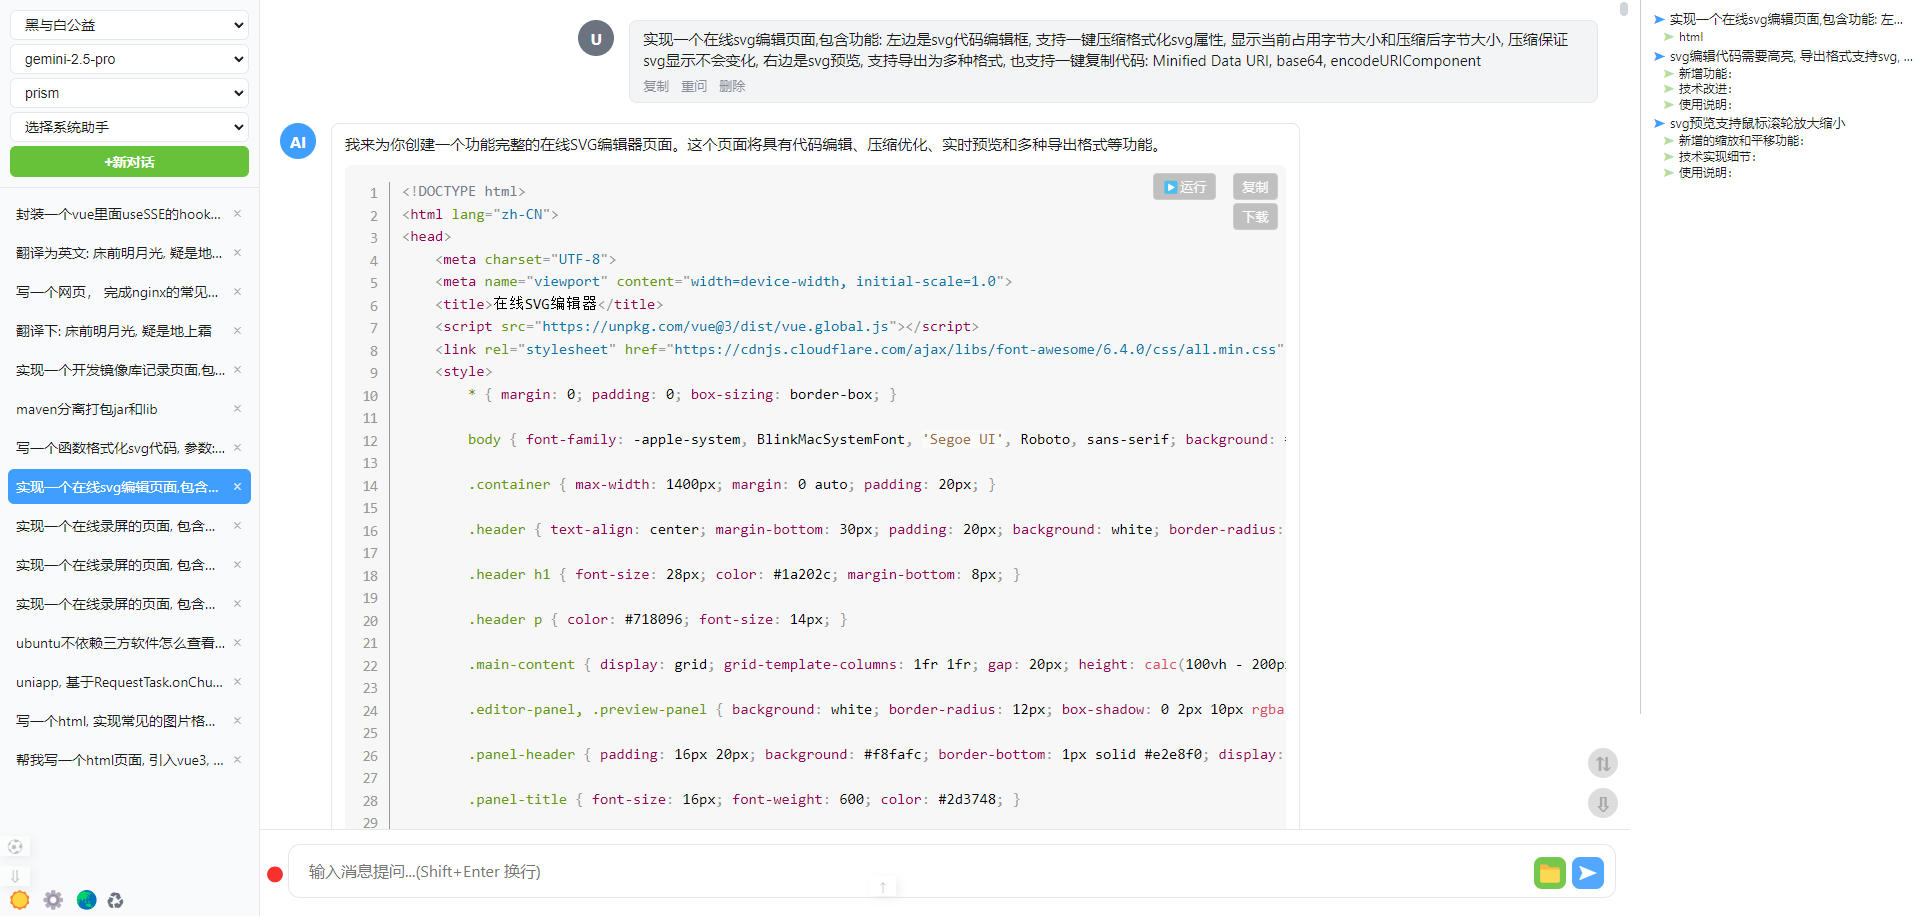 黑与白公益
gemini-2.5-pro
prism
选择系统助手
+新对话
封装一个vue里面useSSE的hook...
翻译为英文: 床前明月光, 疑是地...
写一个网页， 完成nginx的常见...
翻译下: 床前明月光, 疑是地上霜
实现一个开发镜像库记录页面,包...
maven分离打包jar和lib
写一个函数格式化svg代码, 参数:...
实现一个在线svg编辑页面,包含...
实现一个在线录屏的页面, 包含...
实现一个在线录屏的页面, 包含...
实现一个在线录屏的页面, 包含...
ubuntu不依赖三方软件怎么查看...
uniapp, 基于RequestTask.onChu...
写一个html, 实现常见的图片格...
帮我写一个html页面, 引入vue3, ...
U
实现一个在线svg编辑页面,包含功能: 左边是svg代码编辑框, 支持一键压缩格式化svg属性, 显示当前占用字节大小和压缩后字节大小, 压缩保证
svg显示不会变化, 右边是svg预览, 支持导出为多种格式, 也支持一键复制代码: Minified Data URI, base64, encodeURIComponent
复制 重问 删除
AI
我来为你创建一个功能完整的在线SVG编辑器页面。这个页面将具有代码编辑、压缩优化、实时预览和多种导出格式等功能。
运行 复制
下载
1 <!DOCTYPE html>
2 <html lang="zh-CN">
3 <head>
4 <meta charset="UTF-8">
5 <meta name="viewport" content="width=device-width, initial-scale=1.0">
6 <title>在线SVG编辑器</title>
7 <script src="https://unpkg.com/vue@3/dist/vue.global.js"></script>
8 <link rel="stylesheet" href="https://cdnjs.cloudflare.com/ajax/libs/font-awesome/6.4.0/css/all.min.css"
9 <style>
10 * { margin: 0; padding: 0; box-sizing: border-box; }
11
12 body { font-family: -apple-system, BlinkMacSystemFont, 'Segoe UI', Roboto, sans-serif; background:
13
14 .container { max-width: 1400px; margin: 0 auto; padding: 20px; }
15
16 .header { text-align: center; margin-bottom: 30px; padding: 20px; background: white; border-radius:
17
18 .header h1 { font-size: 28px; color: #1a202c; margin-bottom: 8px; }
19
20 .header p { color: #718096; font-size: 14px; }
21
22 .main-content { display: grid; grid-template-columns: 1fr 1fr; gap: 20px; height: calc(100vh - 200p
23
24 .editor-panel, .preview-panel { background: white; border-radius: 12px; box-shadow: 0 2px 10px rgba
25
26 .panel-header { padding: 16px 20px; background: #f8fafc; border-bottom: 1px solid #e2e8f0; display:
27
28 .panel-title { font-size: 16px; font-weight: 600; color: #2d3748; }
29
输入消息提问...(Shift+Enter 换行)
实现一个在线svg编辑页面,包含功能: 左...
html
svg编辑代码需要高亮, 导出格式支持svg, ...
新增功能：
技术改进：
使用说明：
svg预览支持鼠标滚轮放大缩小
新增的缩放和平移功能：
技术实现细节：
使用说明：